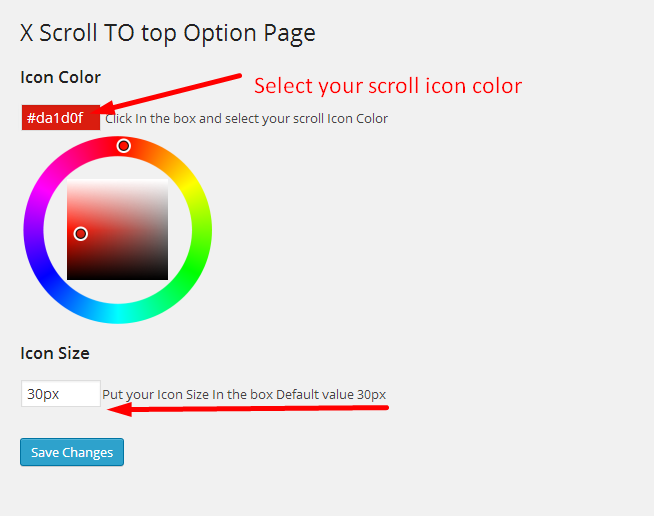 X Scroll TO top Option Page
Icon Color
Select your scroll icon color
#da1d0f Click In the box and select your scroll Icon Color
Icon Size
30px Put your Icon Size In the box Default value 30px
Save Changes